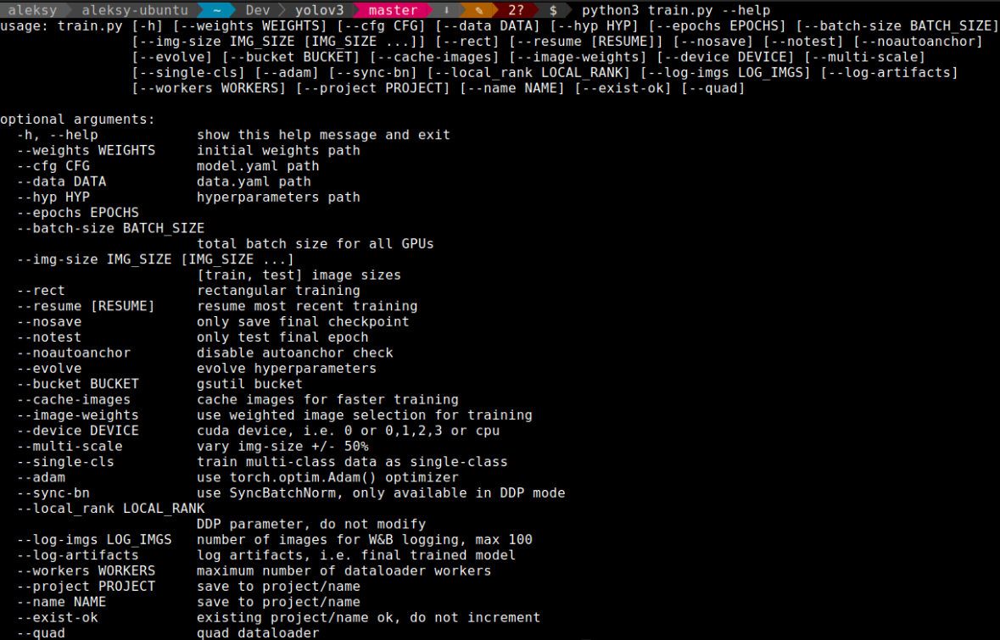 aleksy aleksy-ubuntu ~ Dev yolov3 master ⬇ ✎ 2? $ python3 train.py --help
usage: train.py [-h] [--weights WEIGHTS] [--cfg CFG] [--data DATA] [--hyp HYP] [--epochs EPOCHS] [--batch-size BATCH_SIZE]
[--img-size IMG_SIZE [IMG_SIZE ...]] [--rect] [--resume [RESUME]] [--nosave] [--notest] [--noautoanchor]
[--evolve] [--bucket BUCKET] [--cache-images] [--image-weights] [--device DEVICE] [--multi-scale]
[--single-cls] [--adam] [--sync-bn] [--local_rank LOCAL_RANK] [--log-imgs LOG_IMGS] [--log-artifacts]
[--workers WORKERS] [--project PROJECT] [--name NAME] [--exist-ok] [--quad]
optional arguments:
-h, --help show this help message and exit
--weights WEIGHTS initial weights path
--cfg CFG model.yaml path
--data DATA data.yaml path
--hyp HYP hyperparameters path
--epochs EPOCHS
--batch-size BATCH_SIZE
total batch size for all GPUs
--img-size IMG_SIZE [IMG_SIZE ...]
[train, test] image sizes
--rect rectangular training
--resume [RESUME] resume most recent training
--nosave only save final checkpoint
--notest only test final epoch
--noautoanchor disable autoanchor check
--evolve evolve hyperparameters
--bucket BUCKET gsutil bucket
--cache-images cache images for faster training
--image-weights use weighted image selection for training
--device DEVICE cuda device, i.e. 0 or 0,1,2,3 or cpu
--multi-scale vary img-size +/- 50%
--single-cls train multi-class data as single-class
--adam use torch.optim.Adam() optimizer
--sync-bn use SyncBatchNorm, only available in DDP mode
--local_rank LOCAL_RANK
DDP parameter, do not modify
--log-imgs LOG_IMGS number of images for W&B logging, max 100
--log-artifacts log artifacts, i.e. final trained model
--workers WORKERS maximum number of dataloader workers
--project PROJECT save to project/name
--name NAME save to project/name
--exist-ok existing project/name ok, do not increment
--quad quad dataloader